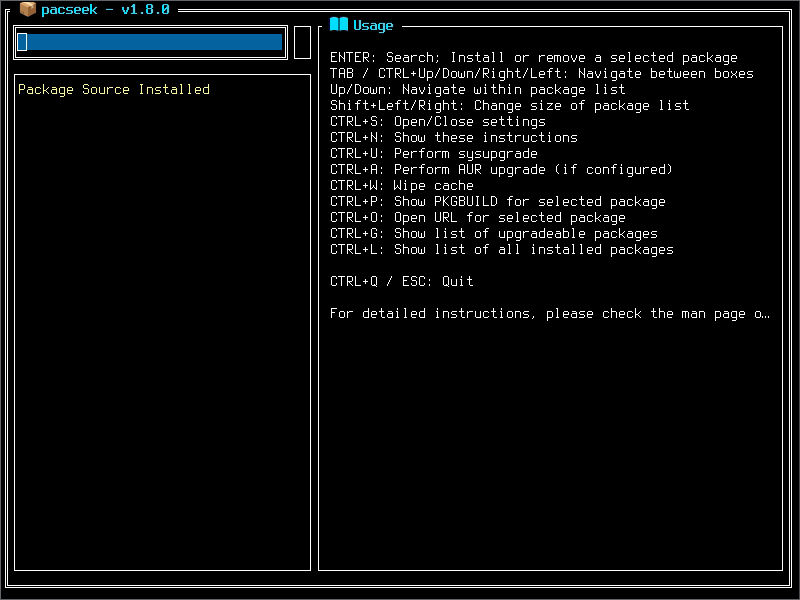 pacseek - v1.8.0
Usage
ENTER: Search; Install or remove a selected package
TAB / CTRL+Up/Down/Right/Left: Navigate between boxes
Up/Down: Navigate within package list
Shift+Left/Right: Change size of package list
CTRL+S: Open/Close settings
CTRL+N: Show these instructions
CTRL+U: Perform sysupgrade
CTRL+A: Perform AUR upgrade (if configured)
CTRL+W: Wipe cache
CTRL+P: Show PKGBUILD for selected package
CTRL+O: Open URL for selected package
CTRL+G: Show list of upgradeable packages
CTRL+L: Show list of all installed packages
CTRL+Q / ESC: Quit
For detailed instructions, please check the man page o…
Package Source Installed